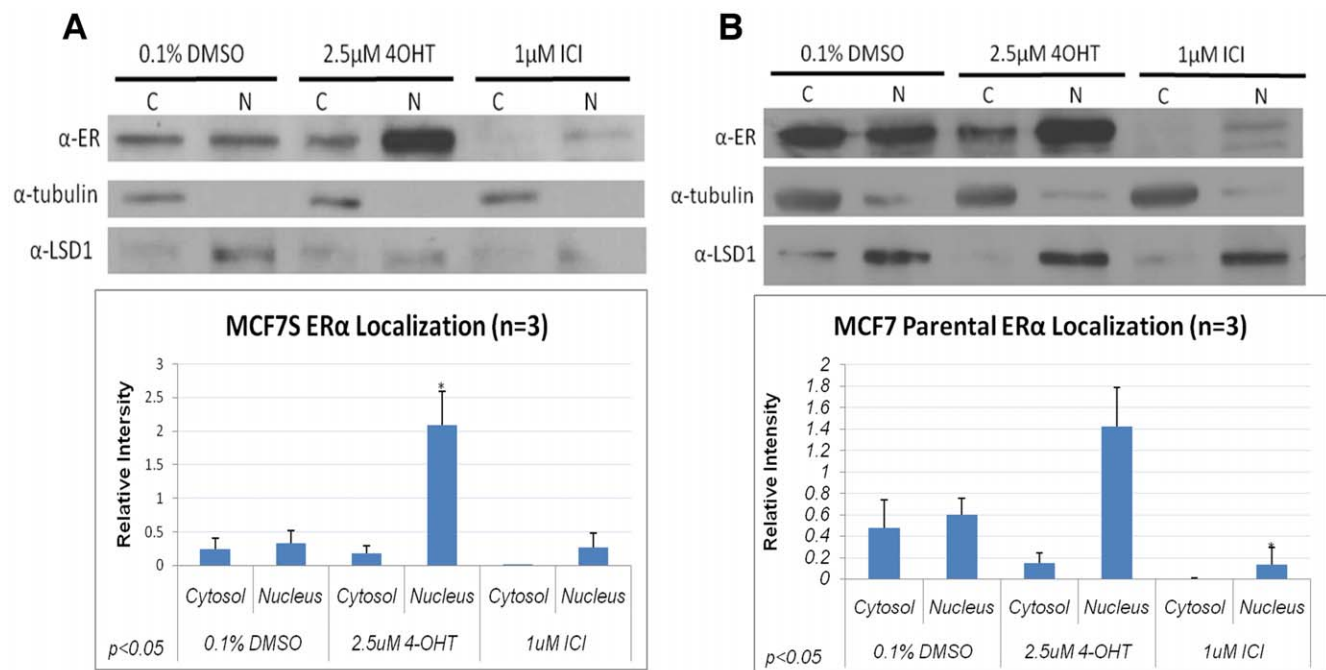 A
0.1% DMSO 2.5μM 4OHT 1μM ICI
C N C N C N
α-ER
α-tubulin
α-LSD1
MCF7S ERα Localization (n=3)
Relative Intersity
3
2.5
2
1.5
1
0.5
0
*
Cytosol Nucleus Cytosol Nucleus Cytosol Nucleus
p<0.05 0.1% DMSO 2.5uM 4-OHT 1uM ICI
B
0.1% DMSO 2.5μM 4OHT 1μM ICI
C N C N C N
α-ER
α-tubulin
α-LSD1
MCF7 Parental ERα Localization (n=3)
Relative Intensity
2
1.8
1.6
1.4
1.2
1
0.8
0.6
0.4
0.2
0
*
Cytosol Nucleus Cytosol Nucleus Cytosol Nucleus
p<0.05 0.1% DMSO 2.5uM 4-OHT 1uM ICI